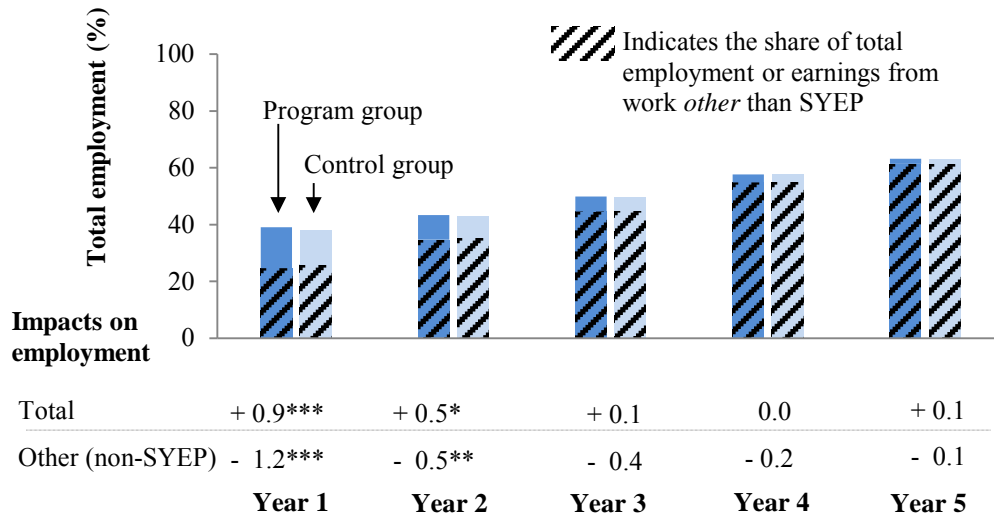 Total employment (%)
100
80
60
40
20
0
Indicates the share of total
employment or earnings from
work other than SYEP
Program group
Control group
Impacts on
employment
Total + 0.9*** + 0.5* + 0.1 0.0 + 0.1
Other (non-SYEP) - 1.2*** - 0.5** - 0.4 - 0.2 - 0.1
Year 1 Year 2 Year 3 Year 4 Year 5